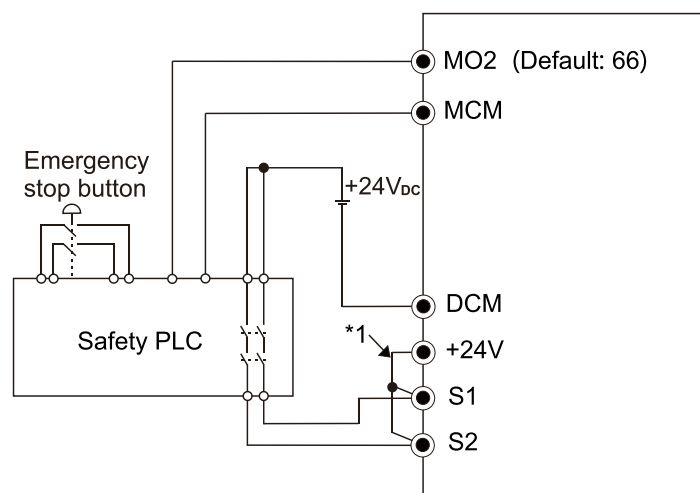 MO2 (Default: 66)
MCM
Emergency
stop button
+24VDC
DCM
*1
+24V
Safety PLC
S1
S2